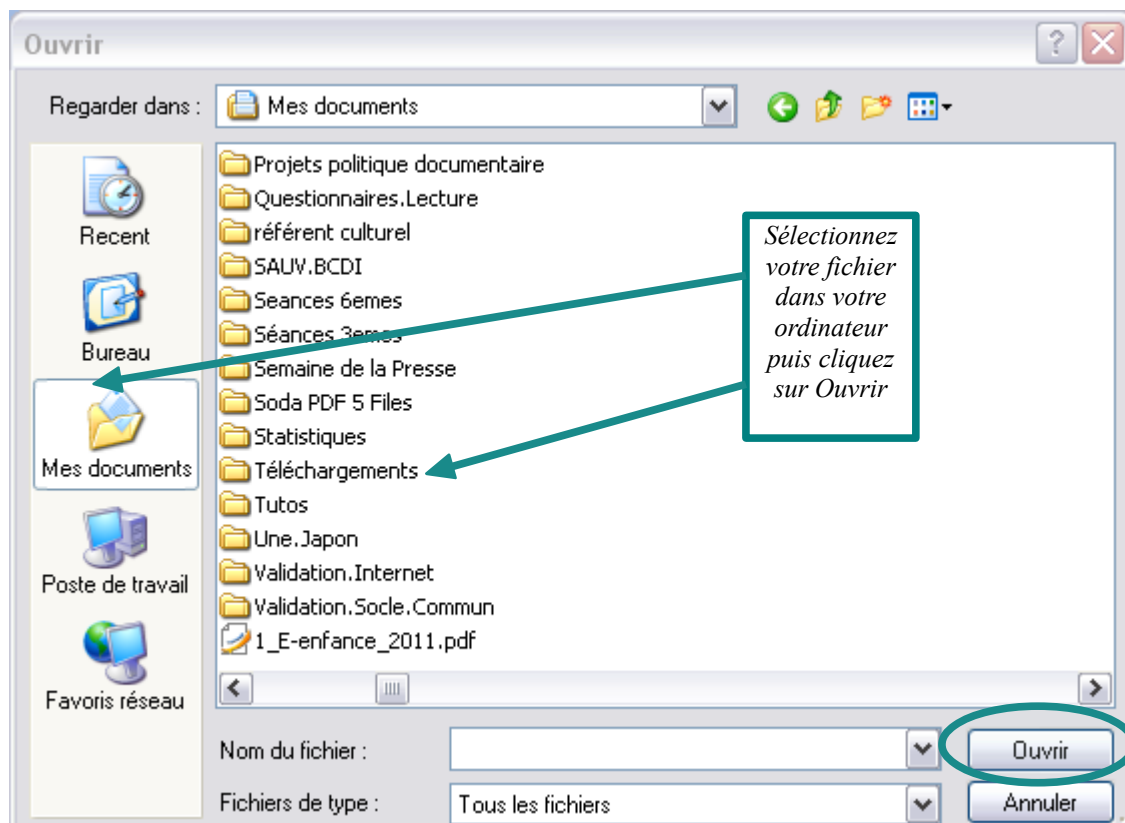 Ouvrir
Regarder dans :
Mes documents
Recent
Bureau
Mes documents
Poste de travail
Favoris réseau
Projets politique documentaire
Questionnaires.Lecture
référent culturel
SAUV.BCDI
Seances 6emes
Séances 3emes
Semaine de la Presse
Soda PDF 5 Files
Statistiques
Téléchargements
Tutos
Une.Japon
Validation.Internet
Validation.Socle.Commun
1_E-enfance_2011.pdf
Sélectionnez
votre fichier
dans votre
ordinateur
puis cliquez
sur Ouvrir
Nom du fichier :
Ouvrir
Fichiers de type :
Tous les fichiers
Annuler